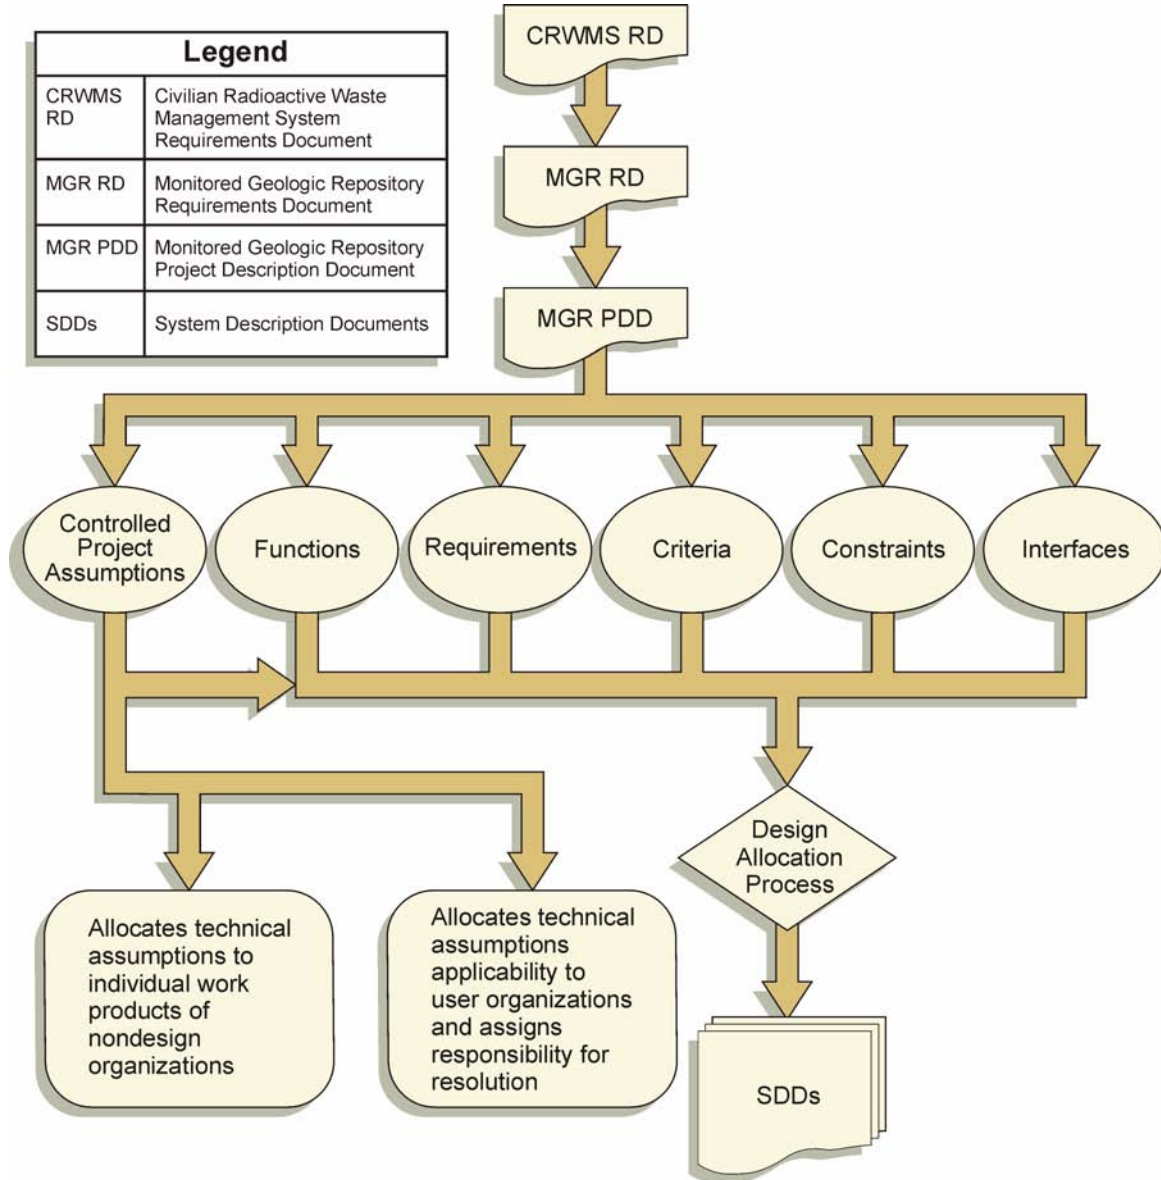 Legend
CRWMS RD
Civilian Radioactive Waste
Management System
Requirements Document
MGR RD
Monitored Geologic Repository
Requirements Document
MGR PDD
Monitored Geologic Repository
Project Description Document
SDDs
System Description Documents
CRWMS RD
MGR RD
MGR PDD
Controlled
Project
Assumptions
Functions
Requirements
Criteria
Constraints
Interfaces
Design
Allocation
Process
Allocates technical
assumptions to
individual work
products of
nondesign
organizations
Allocates technical
assumptions
applicability to
user organizations
and assigns
responsibility for
resolution
SDDs